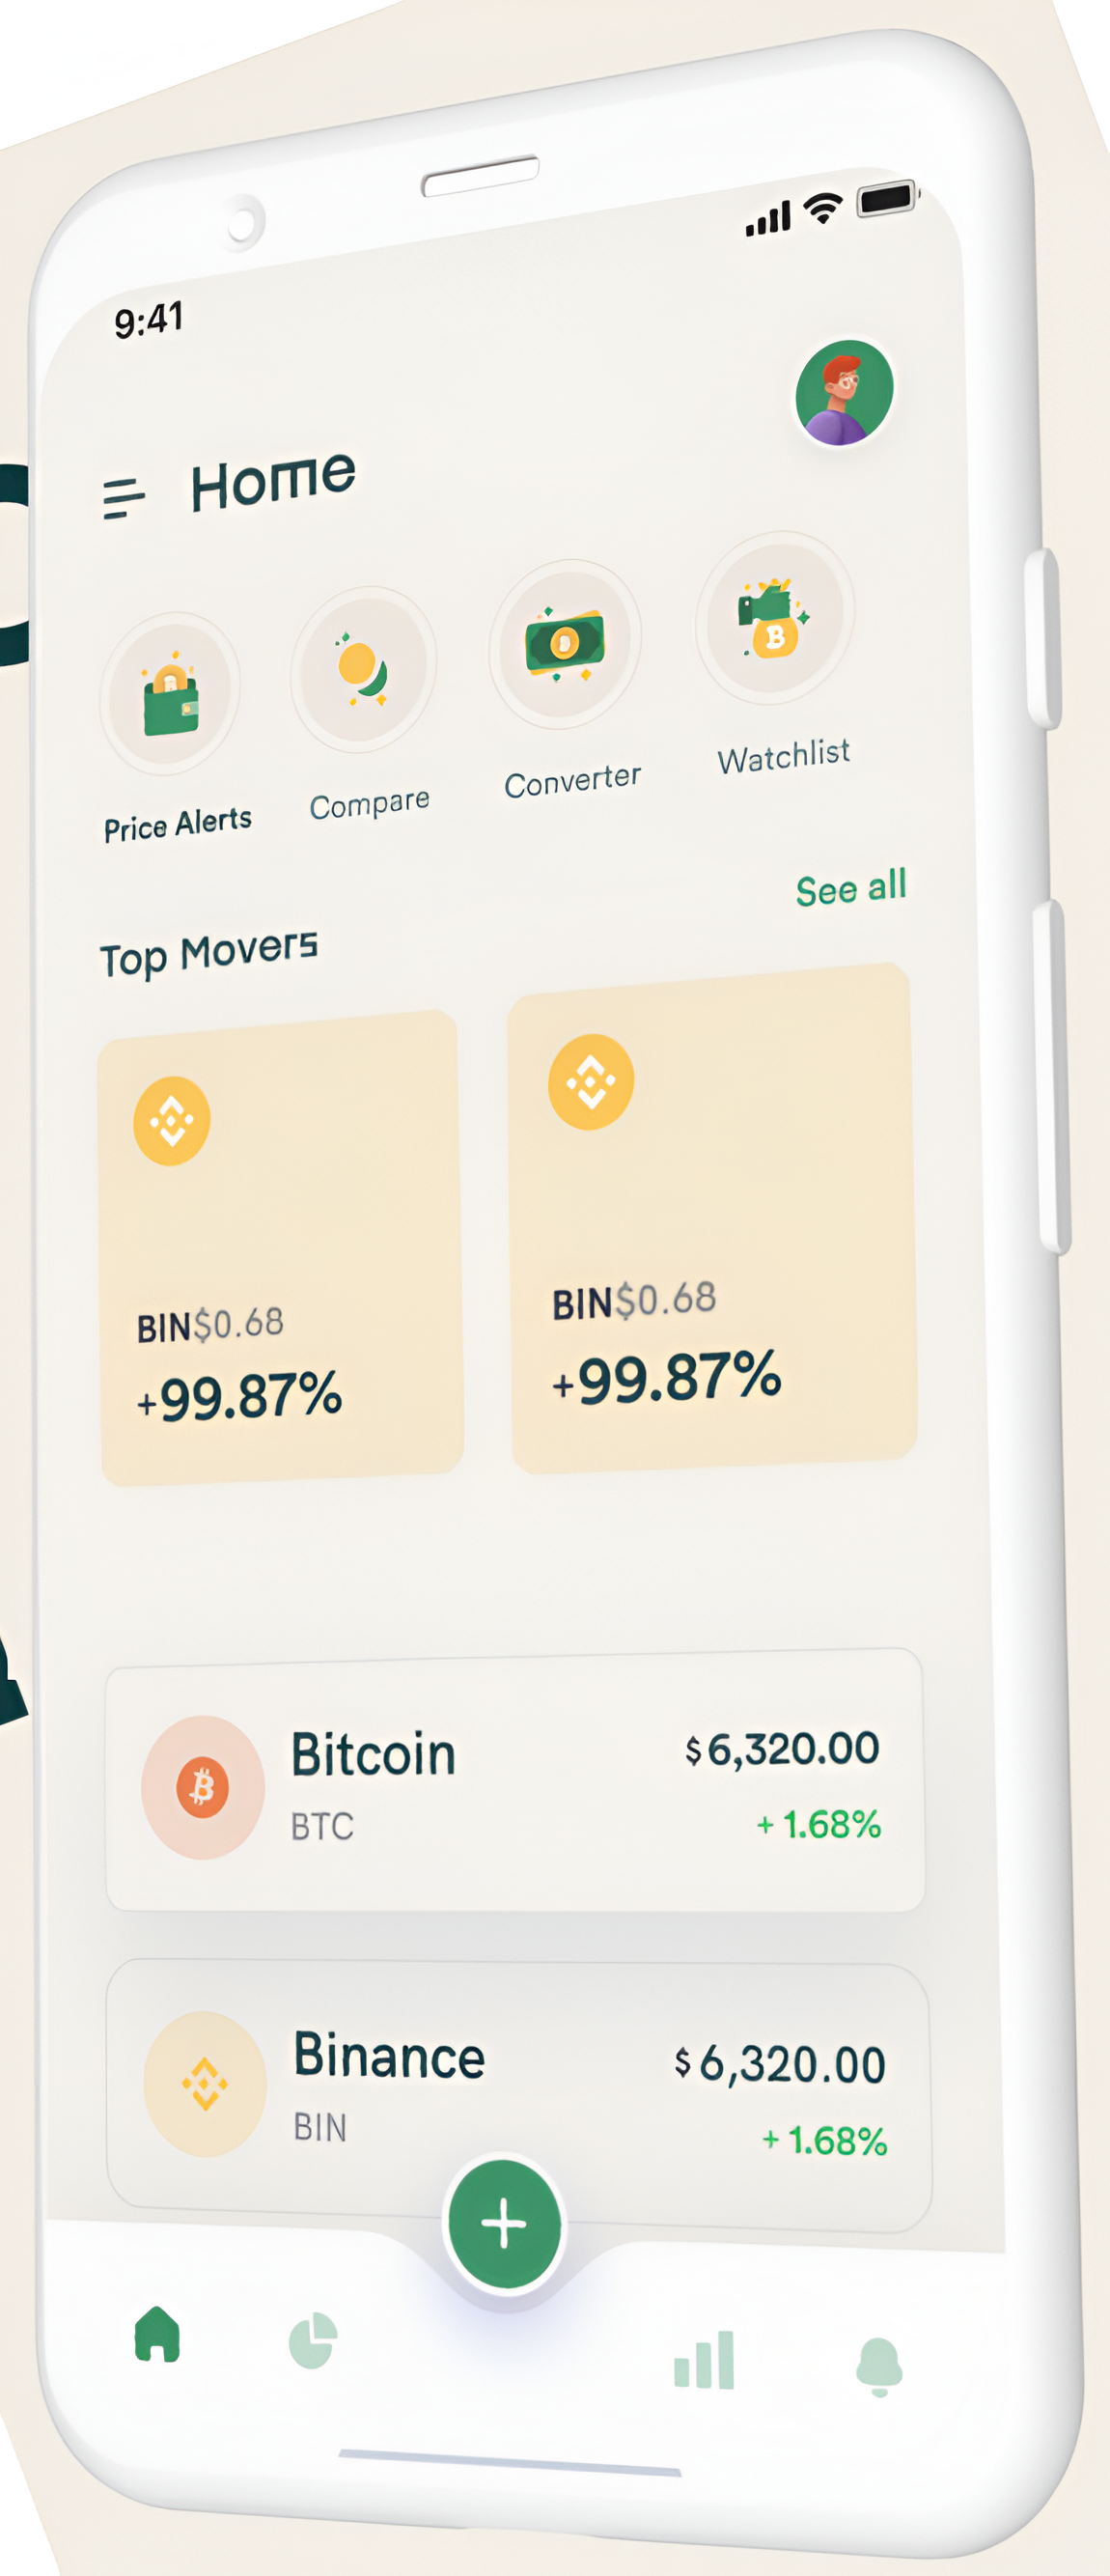 9:41
Home
Price Alerts
Compare
Converter
Watchlist
Top Movers
See all
BIN$0.68
+99.87%
BIN$0.68
+99.87%
Bitcoin
$6,320.00
BTC
+ 1.68%
Binance
$6,320.00
BIN
+ 1.68%